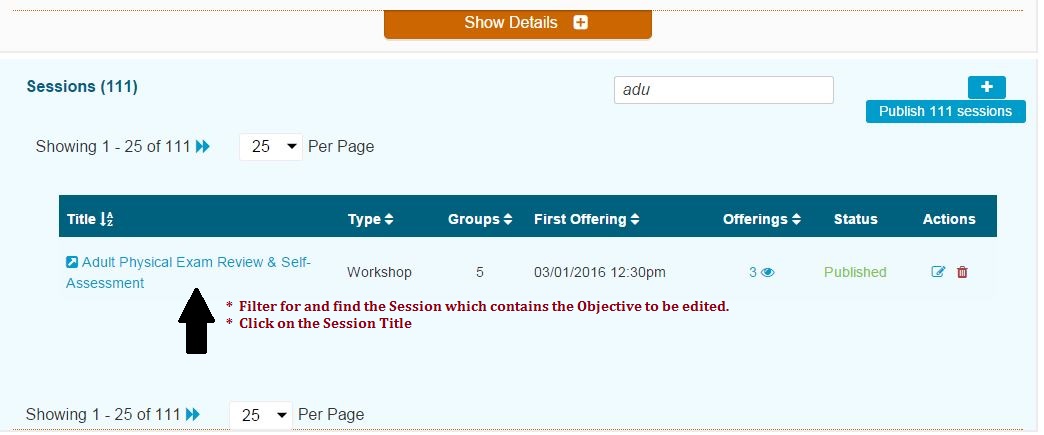 Show Details
Sessions (111)
adu
Publish 111 sessions
Showing 1 - 25 of 111
25
Per Page
Title
Type
Groups
First Offering
Offerings
Status
Actions
Adult Physical Exam Review & Self-
Assessment
Workshop
5
03/01/2016 12:30pm
3
Published
* Filter for and find the Session which contains the Objective to be edited.
* Click on the Session Title
Showing 1 - 25 of 111
25
Per Page